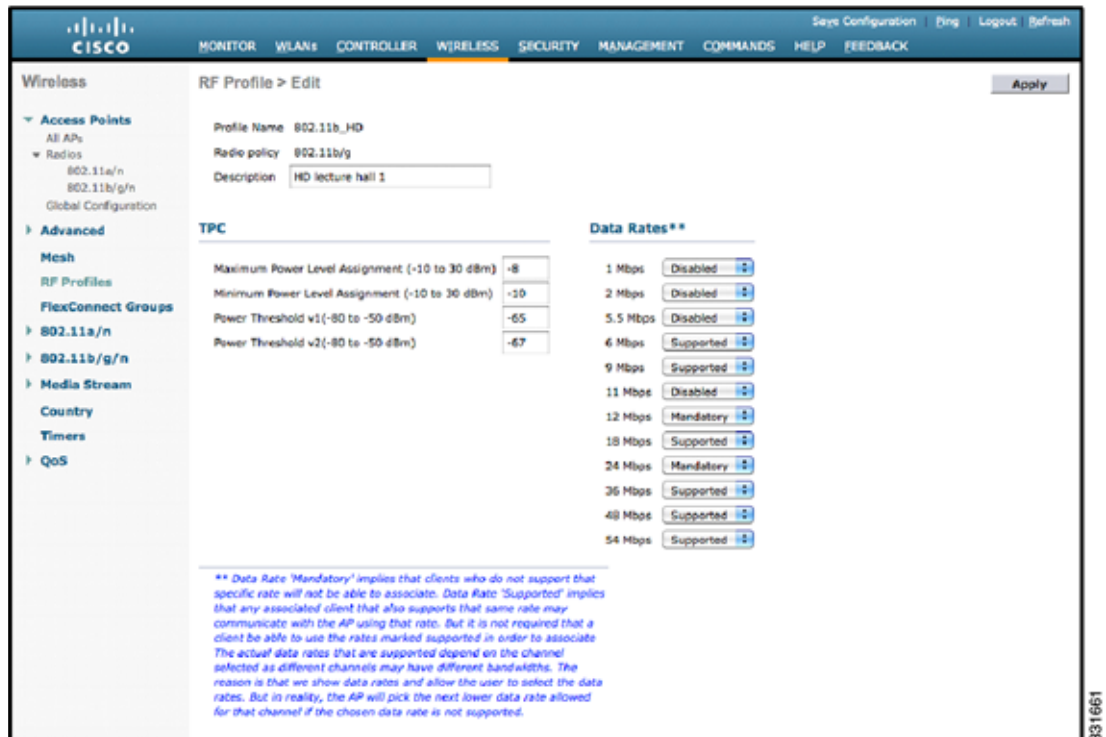 Save Configuration | Ping | Logout | Refresh
CISCO
MONITOR WLANs CONTROLLER WIRELESS SECURITY MANAGEMENT COMMANDS HELP FEEDBACK
Wireless
Access Points
All APs
Radios
802.11a/n
802.11b/g/n
Global Configuration
Advanced
Mesh
RF Profiles
FlexConnect Groups
802.11a/n
802.11b/g/n
Media Stream
Country
Timers
QoS
RF Profile > Edit
Apply
Profile Name 802.11b_HD
Radio policy 802.11b/g
Description HD lecture hall 1
TPC
Maximum Power Level Assignment (-10 to 30 dBm) -8
Minimum Power Level Assignment (-10 to 30 dBm) -10
Power Threshold v1(-80 to -50 dBm) -65
Power Threshold v2(-80 to -50 dBm) -67
Data Rates**
1 Mbps Disabled
2 Mbps Disabled
5.5 Mbps Disabled
6 Mbps Supported
9 Mbps Supported
11 Mbps Disabled
12 Mbps Mandatory
18 Mbps Supported
24 Mbps Mandatory
36 Mbps Supported
48 Mbps Supported
54 Mbps Supported
** Data Rate 'Mandatory' implies that clients who do not support that
specific rate will not be able to associate. Data Rate 'Supported' implies
that any associated client that also supports that same rate may
communicate with the AP using that rate. But it is not required that a
client be able to use the rates marked supported in order to associate
The actual data rates that are supported depend on the channel
selected as different channels may have different bandwidths. The
reason is that we show data rates and allow the user to select the data
rates. But in reality, the AP will pick the next lower data rate allowed
for that channel if the chosen data rate is not supported.
331661